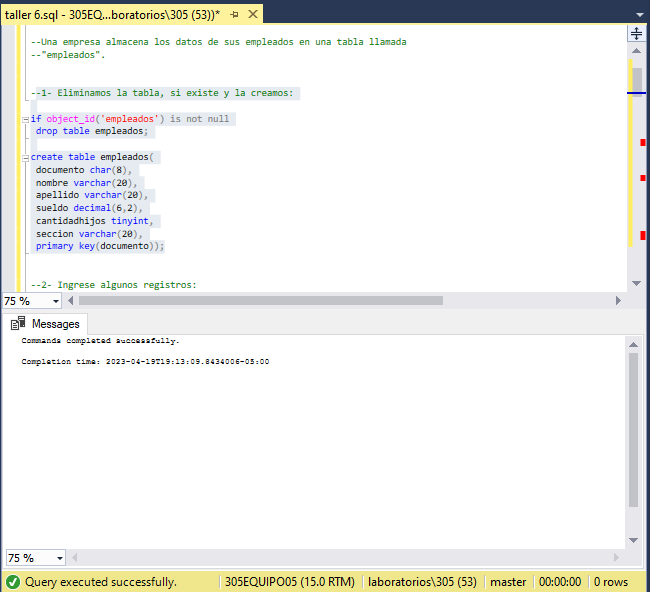 taller 6.sql - 305EQ...boratorios\305 (53))*
--Una empresa almacena los datos de sus empleados en una tabla llamada
--"empleados".
--1- Eliminamos la tabla, si existe y la creamos:
if object_id('empleados') is not null
drop table empleados;
create table empleados(
documento char(8),
nombre varchar(20),
apellido varchar(20),
sueldo decimal(6,2),
cantidadhijos tinyint,
seccion varchar(20),
primary key(documento));
--2- Ingrese algunos registros:
75 %
Messages
Commands completed successfully.
Completion time: 2023-04-19T19:13:09.8434006-05:00
75 %
Query executed successfully.
305EQUIPO05 (15.0 RTM)
laboratorios\305 (53)
master
00:00:00
0 rows